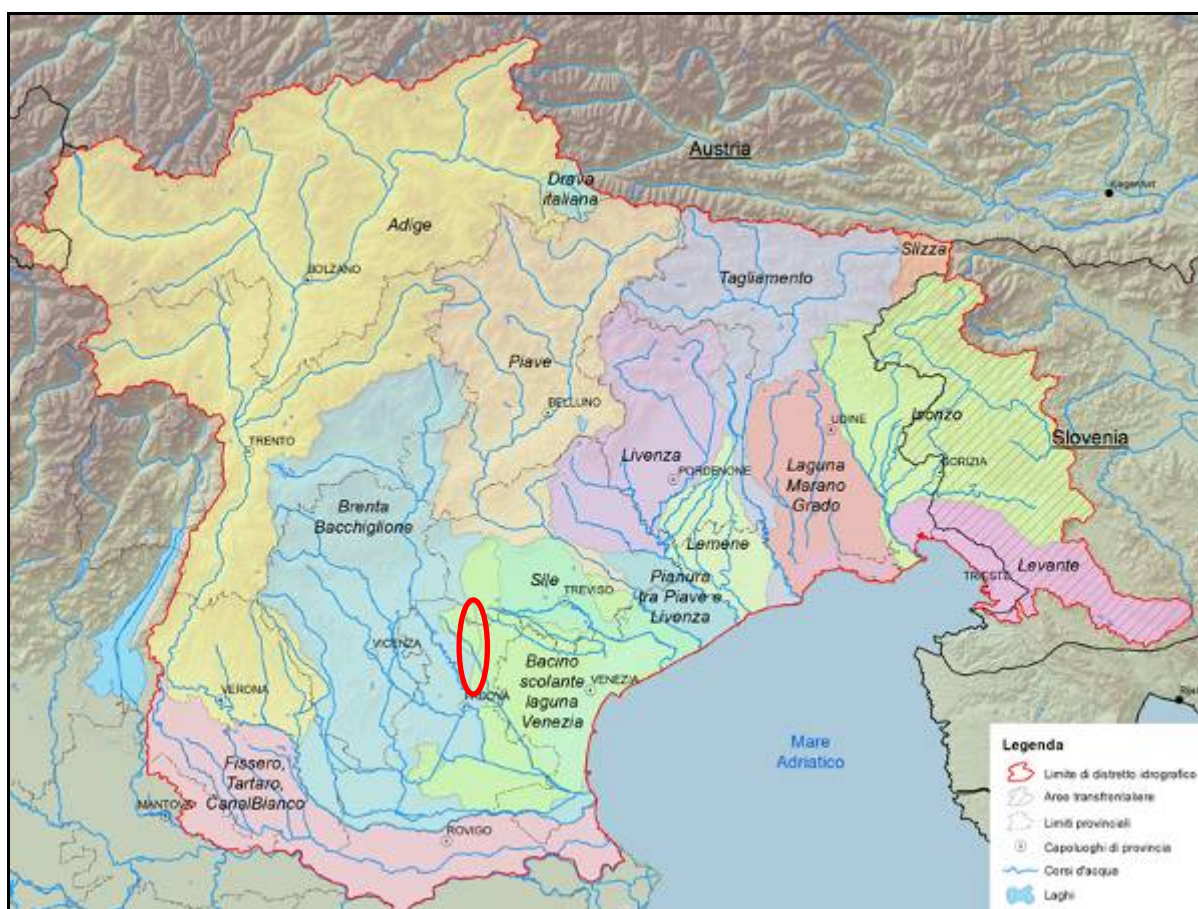 Austria
Klagenfurt
Drava
italiana
Adige
Slizza
Tagliamento
BOLZANO
Piave
BELLUNO
UDINE
Isonzo
Slovenia
TRENTO
Livenza
PORDENONE
GORIZIA
Laguna
Marano
Grado
Brenta
Bacchiglione
Lemene
Levante
TRIESTE
Sile
TREVISO
Pianura
tra Piave e
Livenza
VICENZA
Bacino
scolante
laguna
Venezia
VENEZIA
VERONA
PADOVA
Mare
Adriatico
Fissero,
Tartaro,
CanalBianco
MANTOVA
ROVIGO
Legenda
Limite di distretto idrografico
Aree transfrontaliere
Limiti provinciali
Capoluoghi di provincia
Corsi d'acqua
Laghi